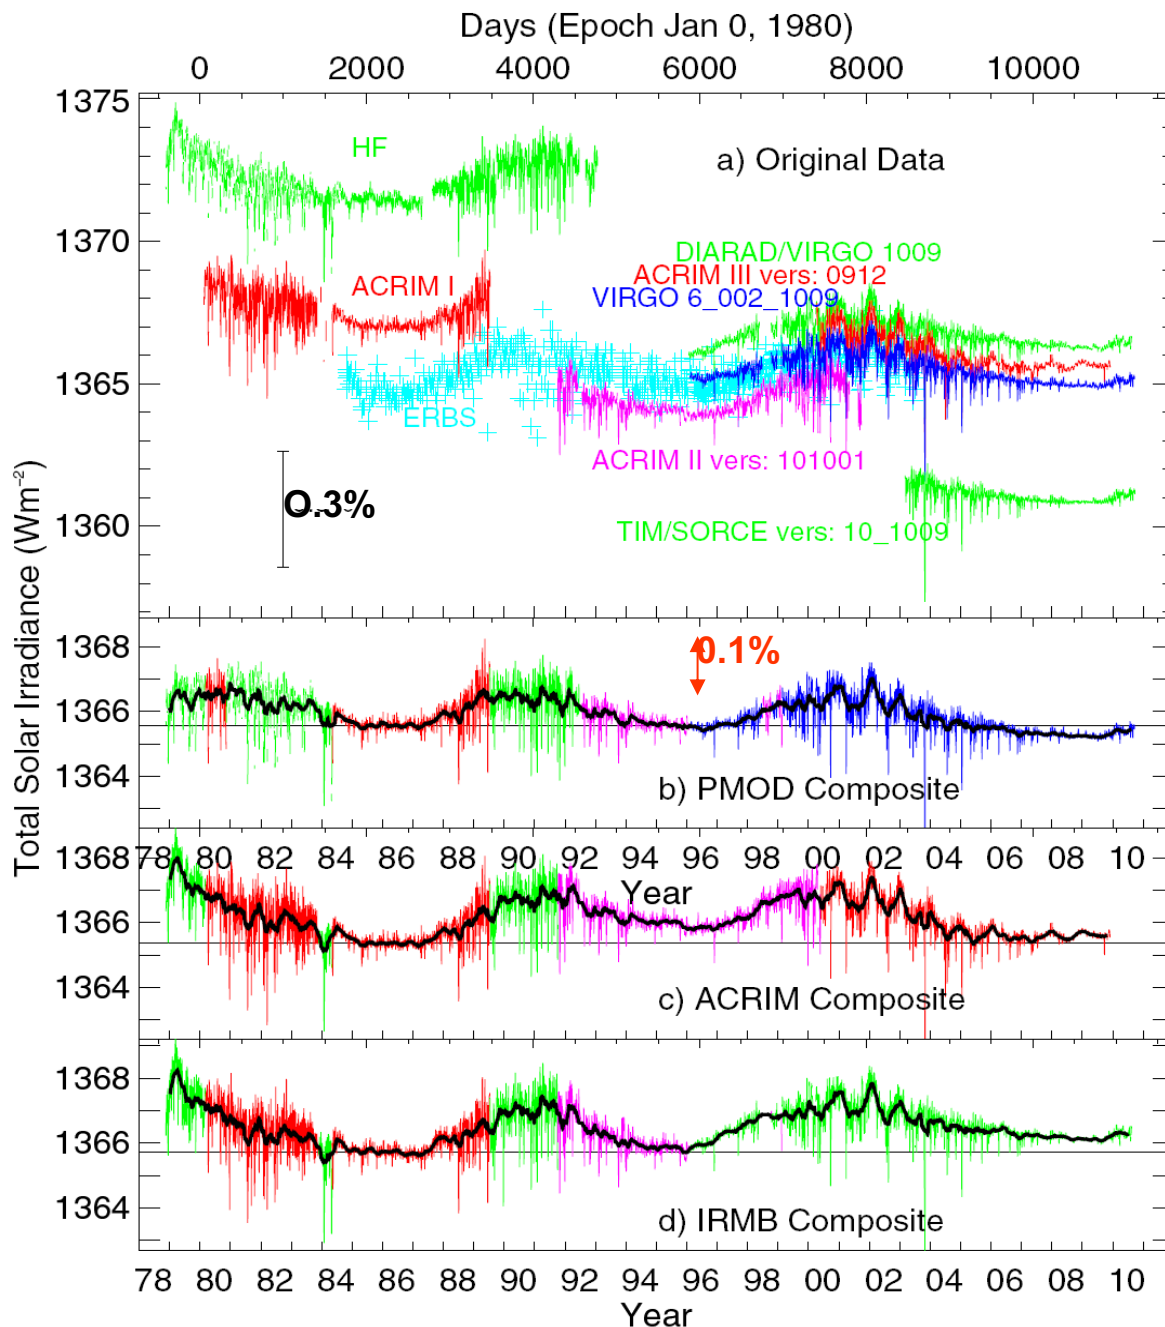 Days (Epoch Jan 0, 1980)
0 2000 4000 6000 8000 10000
Total Solar Irradiance (Wm⁻²)
1375
HF
a) Original Data
1370
DIARAD/VIRGO 1009
ACRIM III vers: 0912
ACRIM I
VIRGO 6_002_1009
1365
ERBS
ACRIM II vers: 101001
0.3%
1360
TIM/SORCE vers: 10_1009
1368
0.1%
1366
1364
b) PMOD Composite
78 80 82 84 86 88 90 92 94 96 98 00 02 04 06 08 10
Year
1368
1366
1364
c) ACRIM Composite
1368
1366
1364
d) IRMB Composite
78 80 82 84 86 88 90 92 94 96 98 00 02 04 06 08 10
Year